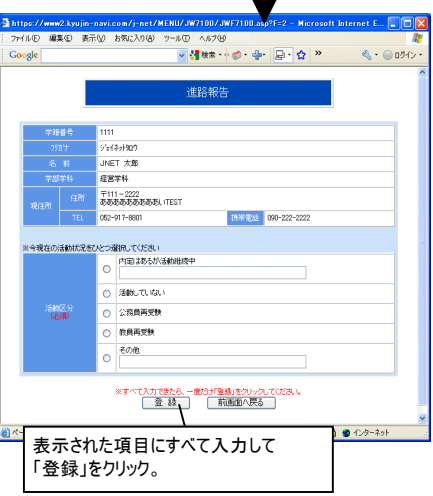 https://www2.kyujin-navi.com/j-net/MENU/JW7100/JWF7100.asp?F=2 - Microsoft Internet E...
ファイル(F) 編集(E) 表示(V) お気に入り(A) ツール(T) ヘルプ(H)
Google 検索 ログイン
進路報告
学籍番号 1111
フリガナ ジェイネットタロウ
名 前 JNET 太郎
学部学科 経営学科
現住所 住所 〒111-2222
ああああああああああいTEST
TEL 052-917-8801 携帯電話 090-222-2222
※今現在の活動状況をひとつ選択してください
活動区分
(必須)
内定はあるが活動継続中
活動していない
公務員再受験
教員再受験
その他
※すべて入力できたら、一度だけ「登録」をクリックしてください。
登 録 前画面へ戻る
インターネット
表示された項目にすべて入力して
「登録」をクリック。